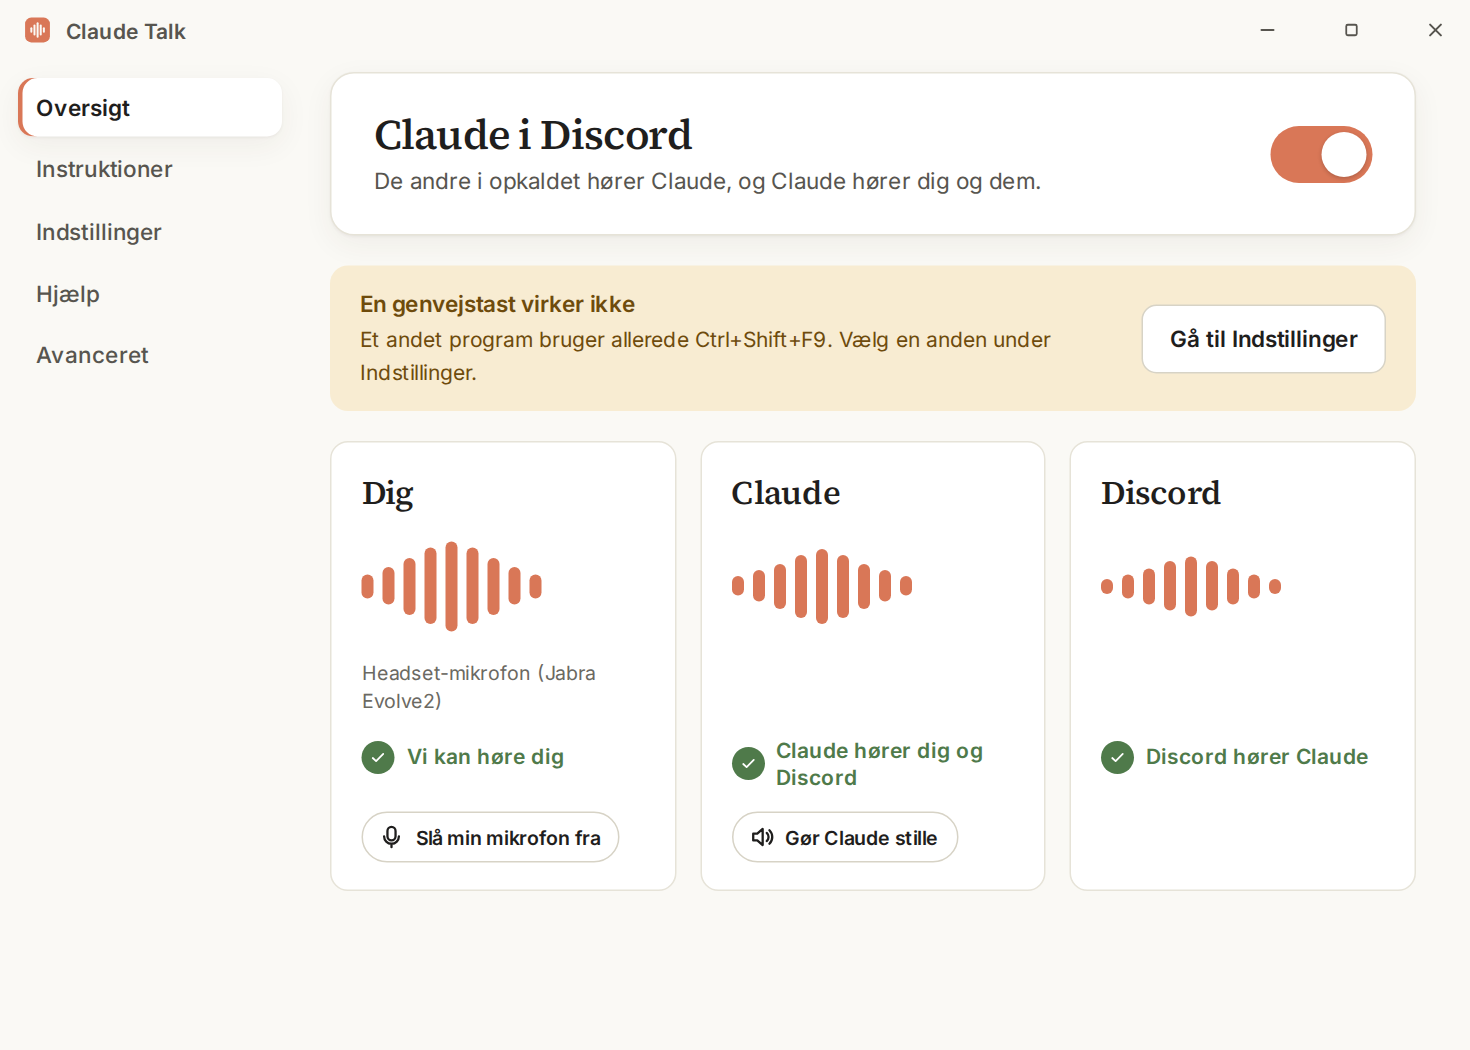 Claude Talk
Oversigt
Instruktioner
Indstillinger
Hjælp
Avanceret
Claude i Discord
De andre i opkaldet hører Claude, og Claude hører dig og dem.
En genvejstast virker ikke
Et andet program bruger allerede Ctrl+Shift+F9. Vælg en anden under
Indstillinger.
Gå til Indstillinger
Dig
Headset-mikrofon (Jabra
Evolve2)
Vi kan høre dig
Slå min mikrofon fra
Claude
Claude hører dig og
Discord
Gør Claude stille
Discord
Discord hører Claude